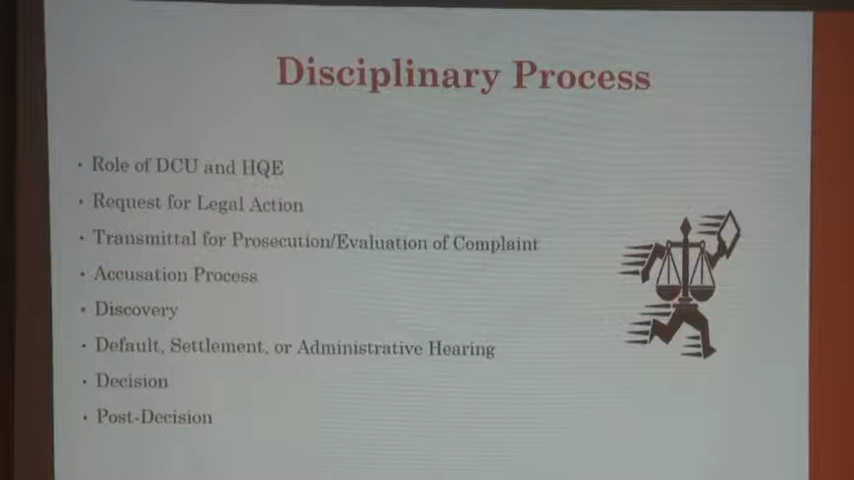 Disciplinary Process
• Role of DCU and HQE
• Request for Legal Action
• Transmittal for Prosecution/Evaluation of Complaint
• Accusation Process
• Discovery
• Default, Settlement, or Administrative Hearing
• Decision
• Post-Decision